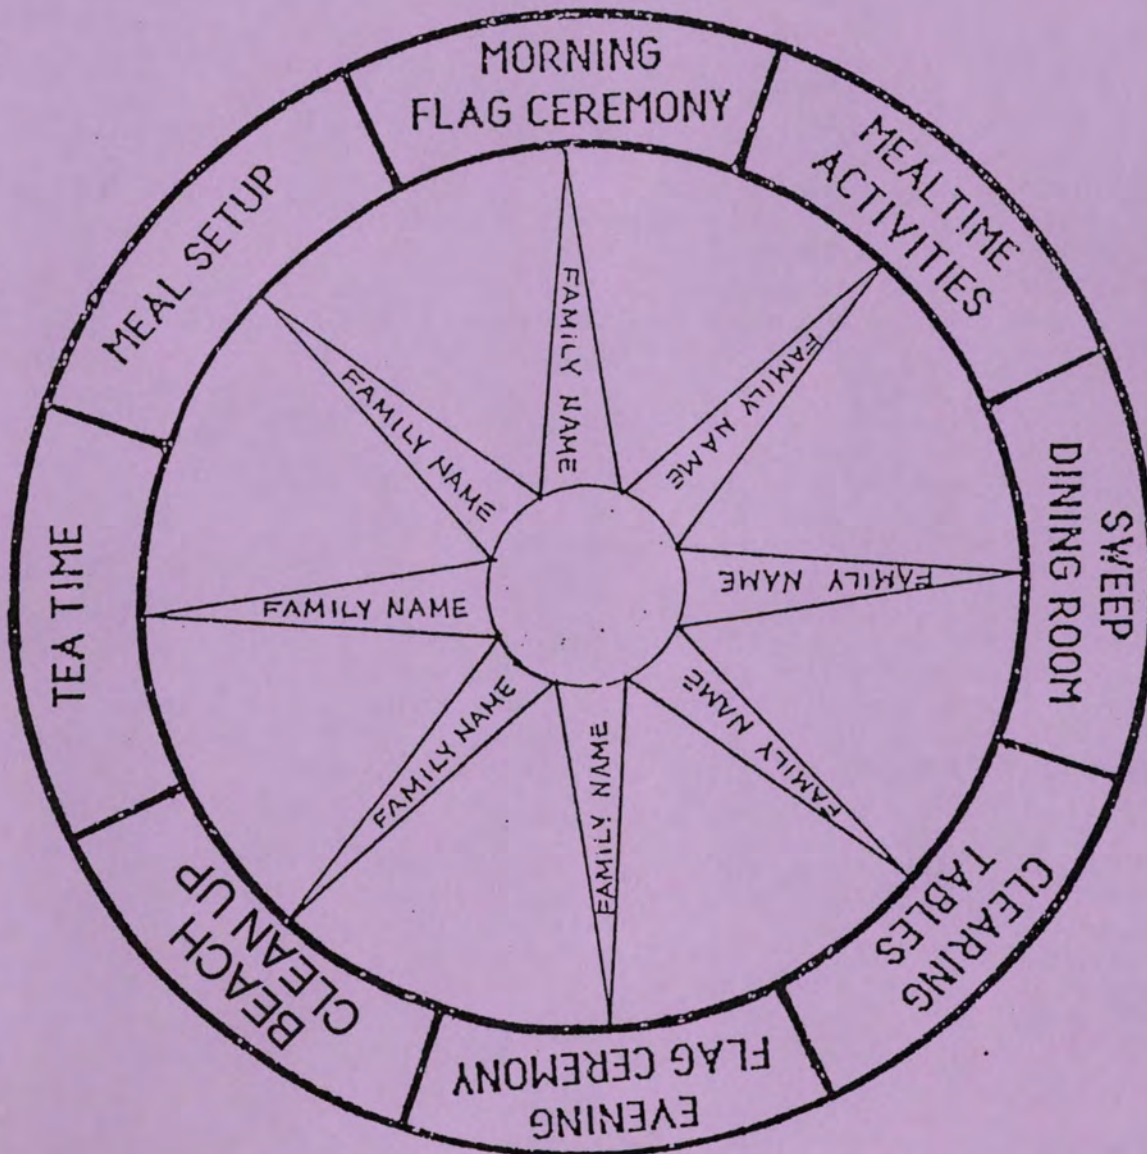 MORNING
FLAG CEREMONY
MEALTIME
ACTIVITIES
SWEEP
DINING ROOM
CLEARING
TABLES
EVENING
FLAG CEREMONY
BEACH
CLEAN UP
TEA TIME
MEAL SETUP
FAMILY NAME
FAMILY NAME
FAMILY NAME
FAMILY NAME
FAMILY NAME
FAMILY NAME
FAMILY NAME
FAMILY NAME